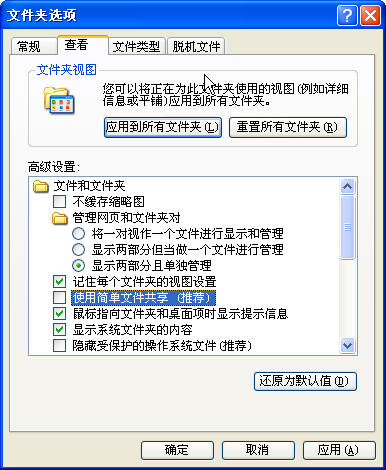 文件夹选项
常规 查看 文件类型 脱机文件
文件夹视图
您可以将正在为此文件夹使用的视图(例如详细
信息或平铺)应用到所有文件夹。
应用到所有文件夹(L) 重置所有文件夹(R)
高级设置:
文件和文件夹
不缓存缩略图
管理网页和文件夹对
将一对视作一个文件进行显示和管理
显示两部分但当做一个文件进行管理
显示两部分且单独管理
记住每个文件夹的视图设置
使用简单文件共享 (推荐)
鼠标指向文件夹和桌面项时显示提示信息
显示系统文件夹的内容
隐藏受保护的操作系统文件(推荐)
还原为默认值(D)
确定 取消 应用(A)